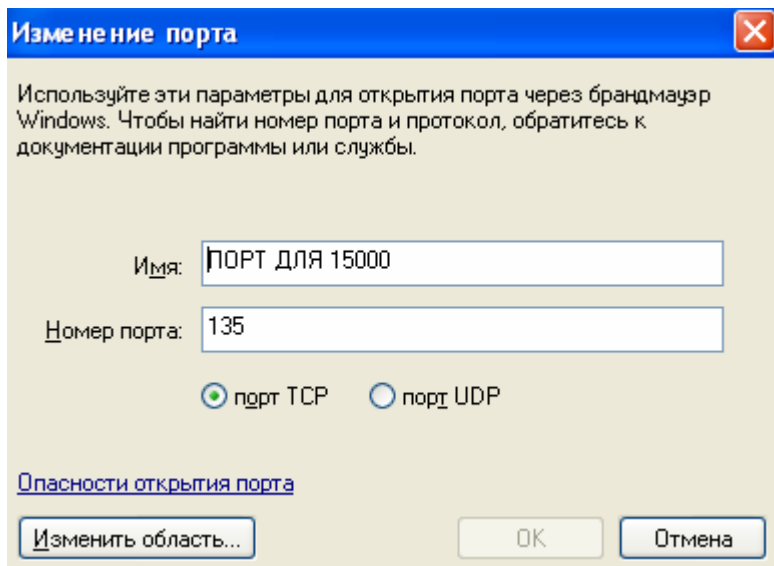 Изменение порта
Используйте эти параметры для открытия порта через брандмауэр
Windows. Чтобы найти номер порта и протокол, обратитесь к
документации программы или службы.
Имя: ПОРТ ДЛЯ 15000
Номер порта: 135
порт TCP порт UDP
Опасности открытия порта
Изменить область... OK Отмена